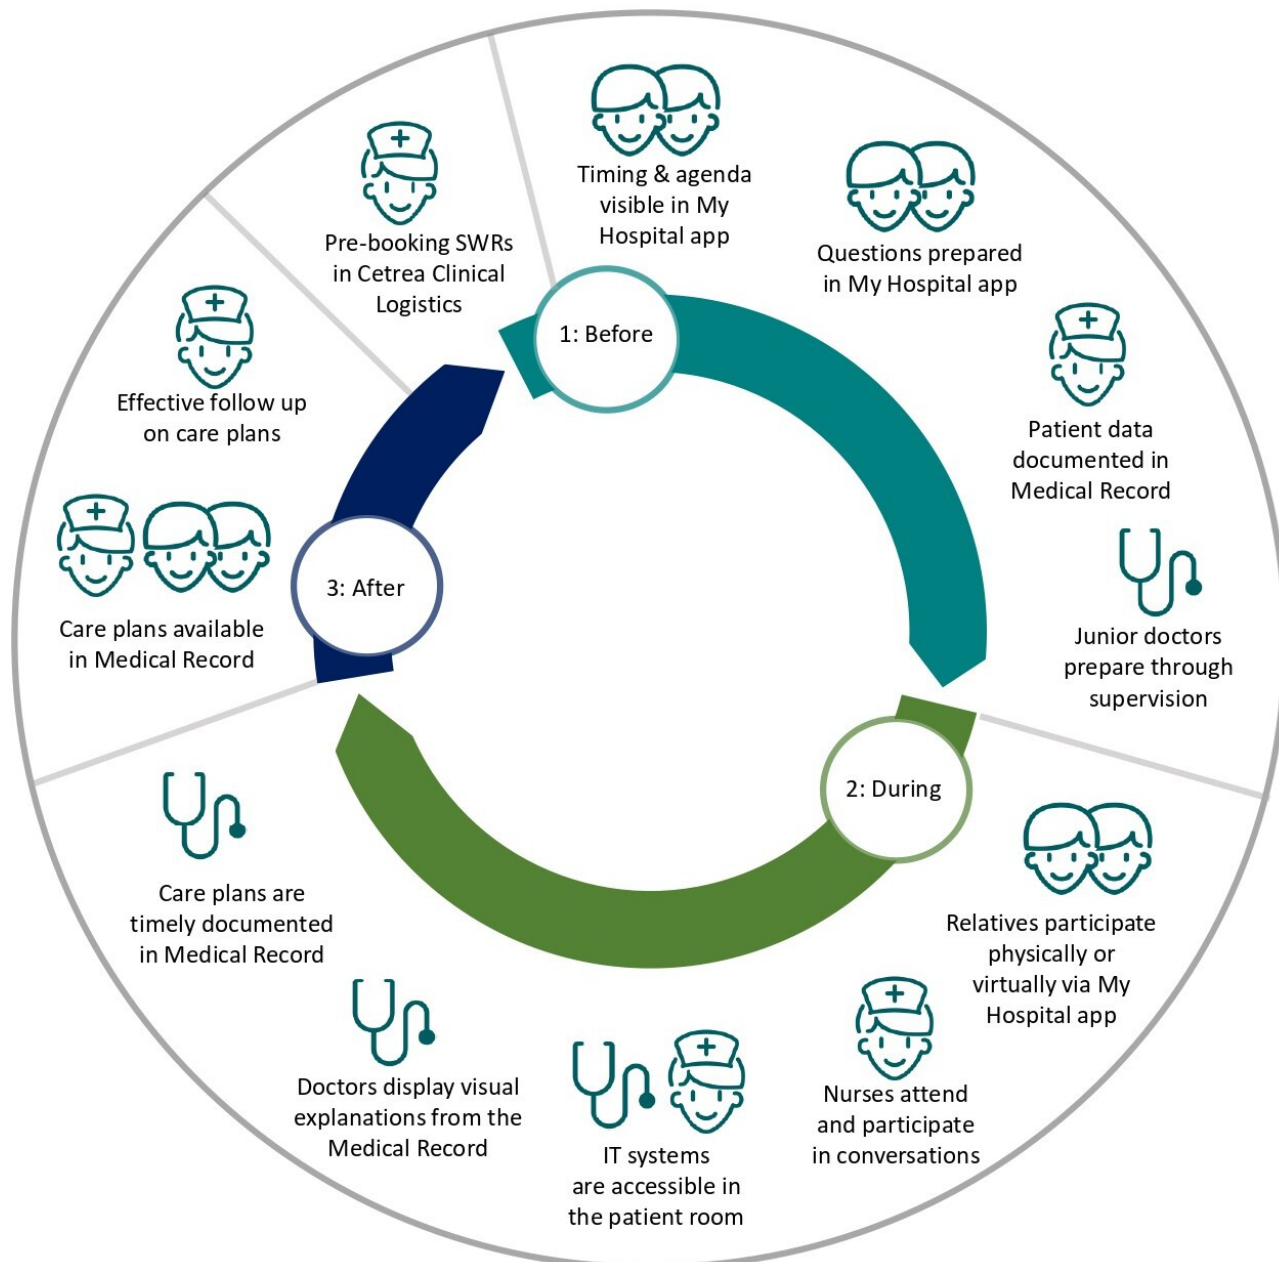 1: Before
Timing & agenda
visible in My
Hospital app
Questions prepared
in My Hospital app
Patient data
documented in
Medical Record
Junior doctors
prepare through
supervision
2: During
Relatives participate
physically or
virtually via My
Hospital app
Nurses attend
and participate
in conversations
IT systems
are accessible in
the patient room
Doctors display visual
explanations from the
Medical Record
Care plans are
timely documented
in Medical Record
3: After
Care plans available
in Medical Record
Effective follow up
on care plans
Pre-booking SWRs
in Cetrea Clinical
Logistics